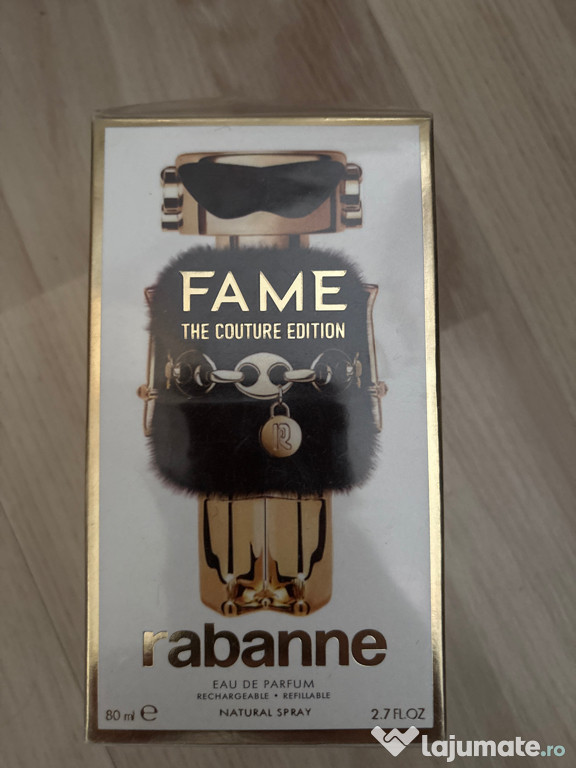 FAME
THE COUTURE EDITION
R
rabanne
EAU DE PARFUM
RECHARGEABLE • REFILLABLE
80 ml ℮ NATURAL SPRAY 2.7 FL.OZ
lajumate.ro